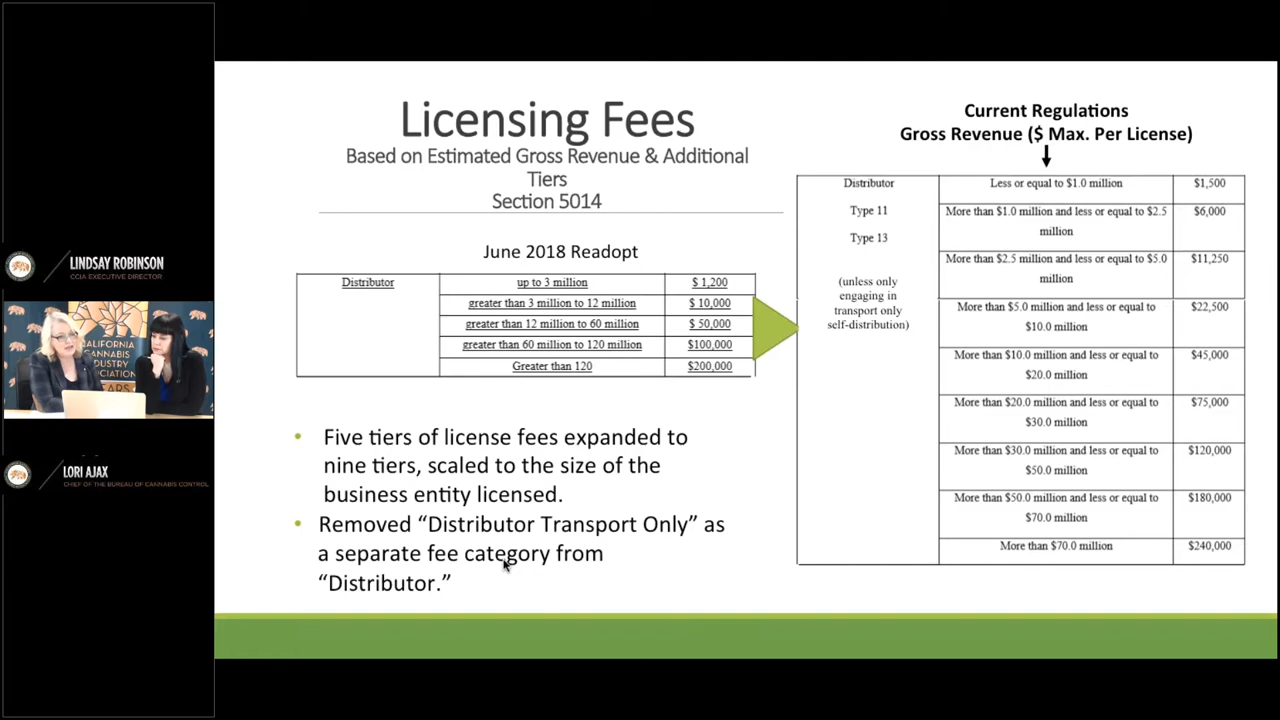 LINDSAY ROBINSON
CCIA EXECUTIVE DIRECTOR
CALIFORNIA
CANNABIS
INDUSTRY
ASSOCIATION
LORI AJAX
CHIEF OF THE BUREAU OF CANNABIS CONTROL
Licensing Fees
Based on Estimated Gross Revenue & Additional
Tiers
Section 5014
June 2018 Readopt
Distributor up to 3 million $ 1,200
greater than 3 million to 12 million $ 10,000
greater than 12 million to 60 million $ 50,000
greater than 60 million to 120 million $100,000
Greater than 120 $200,000
• Five tiers of license fees expanded to
nine tiers, scaled to the size of the
business entity licensed.
• Removed “Distributor Transport Only” as
a separate fee category from
“Distributor.”
Current Regulations
Gross Revenue ($ Max. Per License)
Distributor Less or equal to $1.0 million $1,500
Type 11 More than $1.0 million and less or equal to $2.5 $6,000
million
Type 13
More than $2.5 million and less or equal to $5.0 $11,250
million
(unless only
engaging in
transport only
self-distribution)
More than $5.0 million and less or equal to $22,500
$10.0 million
More than $10.0 million and less or equal to $45,000
$20.0 million
More than $20.0 million and less or equal to $75,000
$30.0 million
More than $30.0 million and less or equal to $120,000
$50.0 million
More than $50.0 million and less or equal to $180,000
$70.0 million
More than $70.0 million $240,000